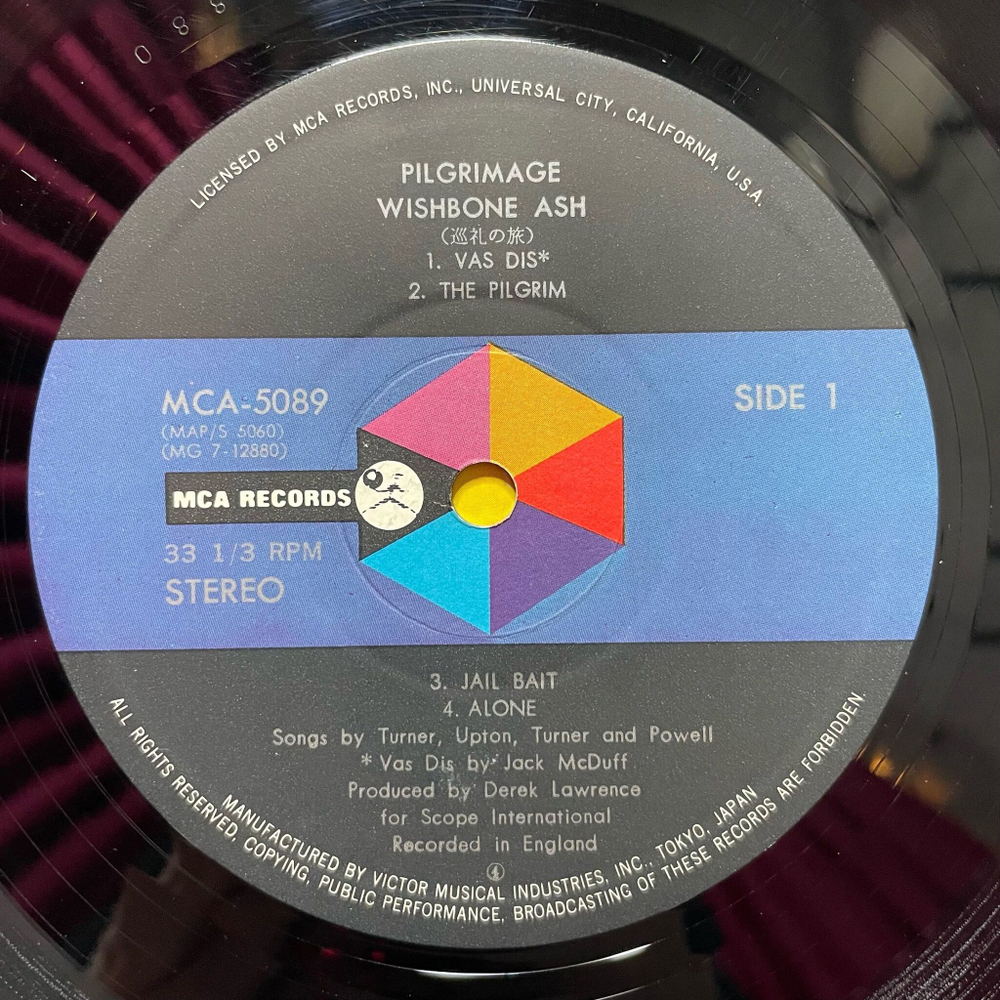 LICENSED BY MCA RECORDS, INC., UNIVERSAL CITY, CALIFORNIA, U.S.A.
PILGRIMAGE
WISHBONE ASH
(巡礼の旅)
1. VAS DIS*
2. THE PILGRIM
MCA-5089
(MAP/S 5060)
(MG 7-12880)
SIDE 1
MCA RECORDS
33 1/3 RPM
STEREO
3. JAIL BAIT
4. ALONE
Songs by Turner, Upton, Turner and Powell
* Vas Dis by Jack McDuff
Produced by Derek Lawrence
for Scope International
Recorded in England
MANUFACTURED BY VICTOR MUSICAL INDUSTRIES, INC., TOKYO, JAPAN
ALL RIGHTS RESERVED, COPYING, PUBLIC PERFORMANCE, BROADCASTING OF THESE RECORDS ARE FORBIDDEN.